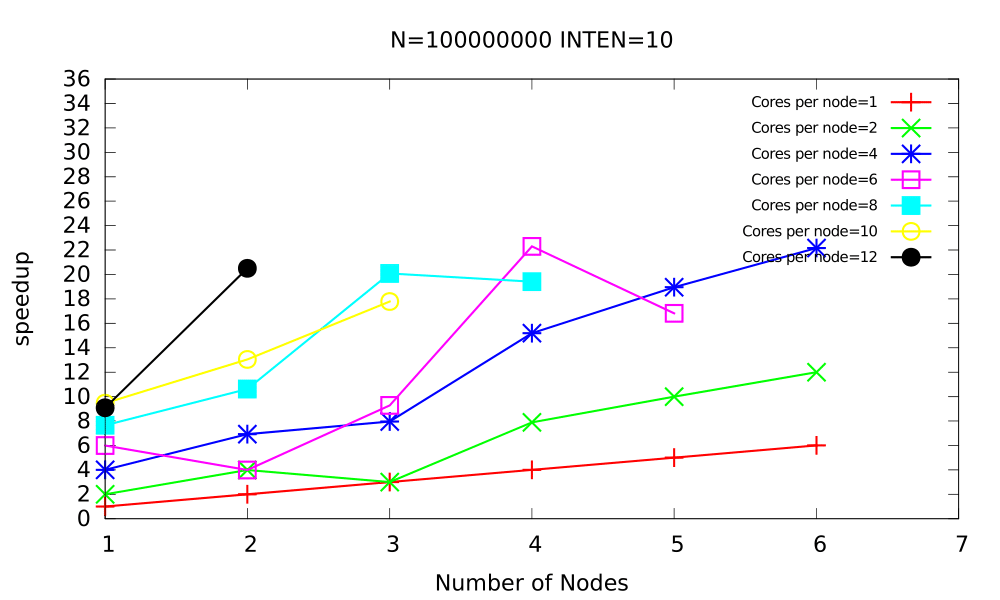 N=100000000 INTEN=10
36
34
32
30
28
26
24
22
20
18
16
14
12
10
8
6
4
2
0
speedup
Cores per node=1
Cores per node=2
Cores per node=4
Cores per node=6
Cores per node=8
Cores per node=10
Cores per node=12
1 2 3 4 5 6 7
Number of Nodes